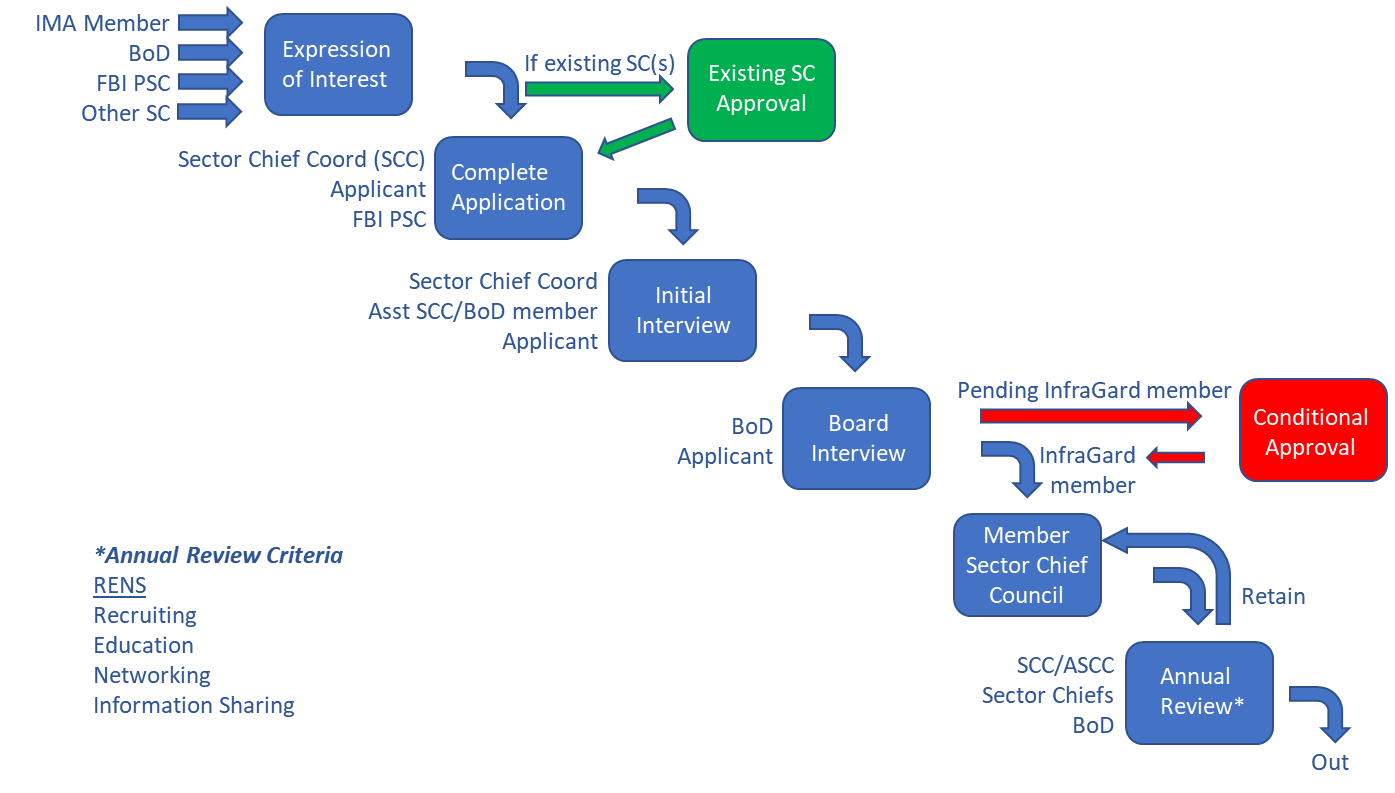 IMA Member
BoD
FBI PSC
Other SC
Expression
of Interest
If existing SC(s)
Existing SC
Approval
Sector Chief Coord (SCC)
Applicant
FBI PSC
Complete
Application
Sector Chief Coord
Asst SCC/BoD member
Applicant
Initial
Interview
BoD
Applicant
Board
Interview
Pending InfraGard member
Conditional
Approval
InfraGard
member
Member
Sector Chief
Council
Retain
SCC/ASCC
Sector Chiefs
BoD
Annual
Review*
Out
*Annual Review Criteria
RENS
Recruiting
Education
Networking
Information Sharing